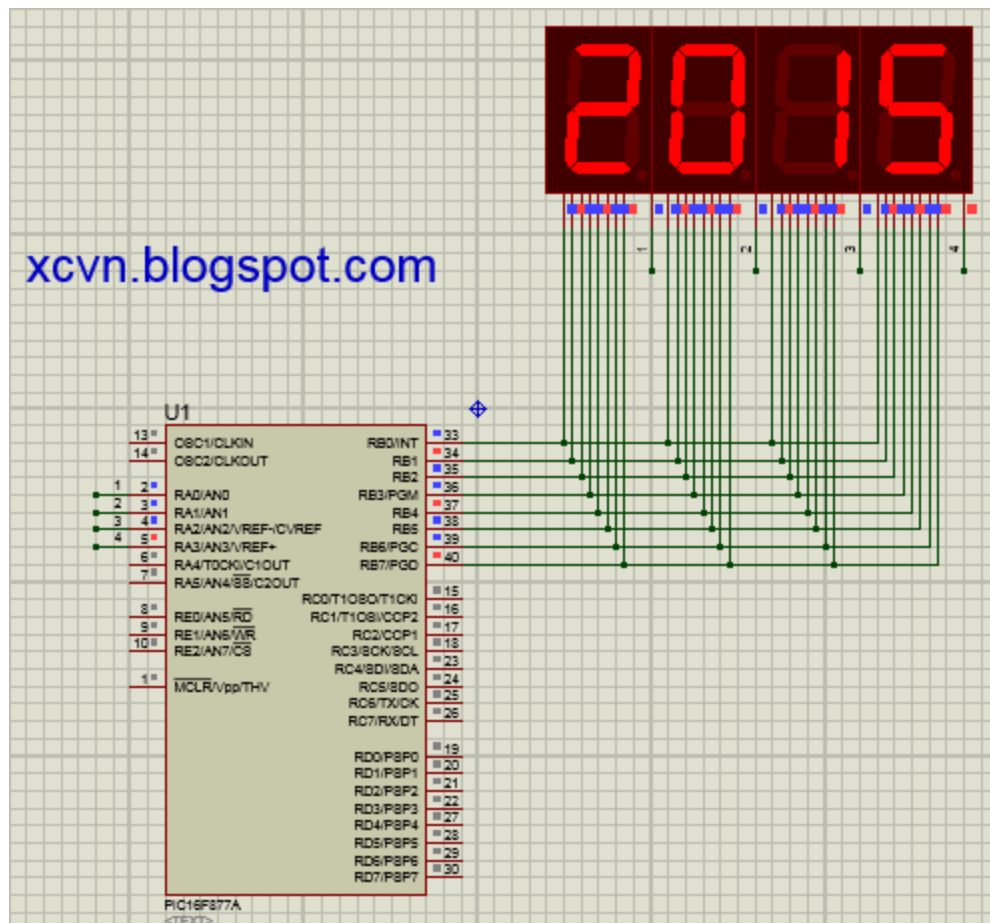 2015
1 2 3 4
xcvn.blogspot.com
U1
13 OSC1/CLKIN RB0/INT 33
14 OSC2/CLKOUT RB1 34
RB2 35
1 2 RA0/AN0 RB3/PGM 36
2 3 RA1/AN1 RB4 37
3 4 RA2/AN2/VREF-/CVREF RB5 38
4 5 RA3/AN3/VREF+ RB6/PGC 39
6 RA4/T0CKI/C1OUT RB7/PGD 40
7 RA5/AN4/SS/C2OUT
RC0/T1OSO/T1CKI 15
8 RE0/AN5/RD RC1/T1OSI/CCP2 16
9 RE1/AN6/WR RC2/CCP1 17
10 RE2/AN7/CS RC3/SCK/SCL 18
RC4/SDI/SDA 23
1 MCLR/Vpp/THV RC5/SDO 24
RC6/TX/CK 25
RC7/RX/DT 26
RD0/PSP0 19
RD1/PSP1 20
RD2/PSP2 21
RD3/PSP3 22
RD4/PSP4 27
RD5/PSP5 28
RD6/PSP6 29
RD7/PSP7 30
PIC16F877A
<TEXT>